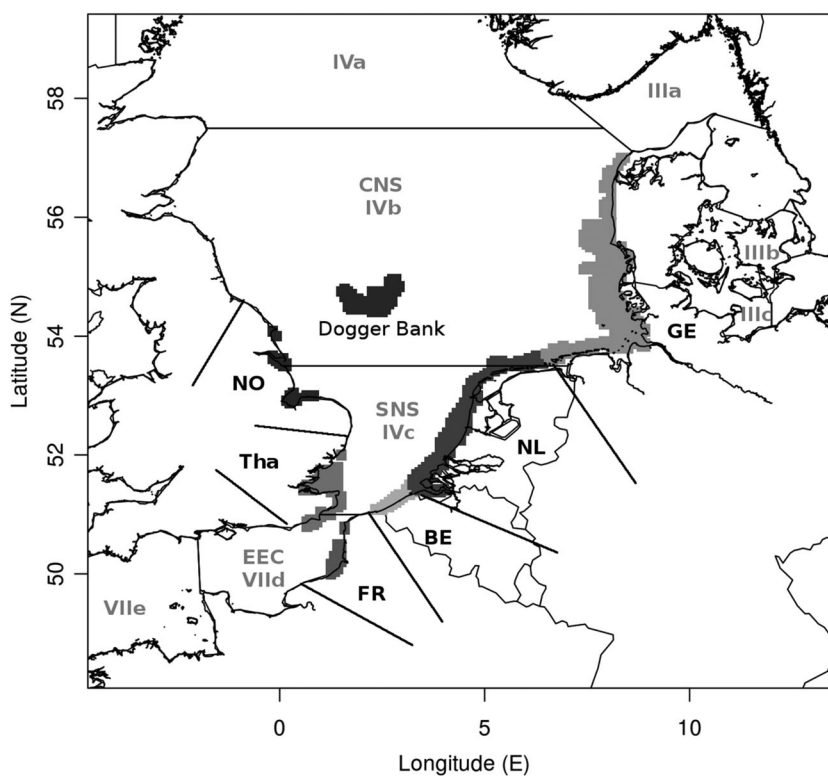 IVa
IIIa
CNS
IVb
IIIb
Dogger Bank
IIIc
GE
NO
SNS
IVc
NL
Tha
BE
EEC
VIId
FR
VIIe
58
56
54
52
50
Latitude (N)
0
5
10
Longitude (E)